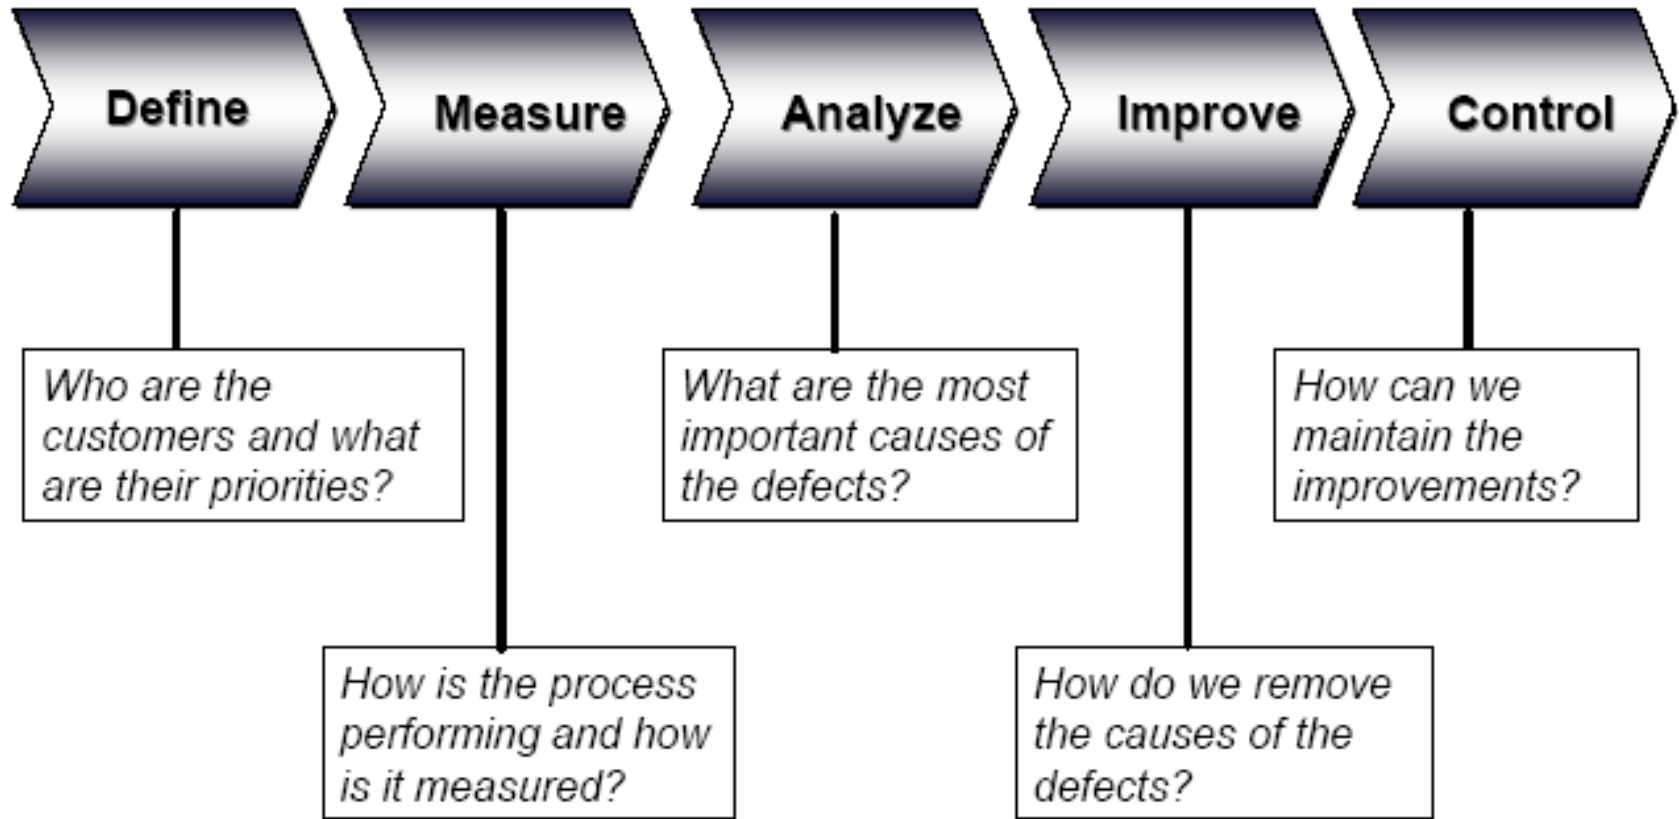 Define
Measure
Analyze
Improve
Control
Who are the
customers and what
are their priorities?
What are the most
important causes of
the defects?
How can we
maintain the
improvements?
How is the process
performing and how
is it measured?
How do we remove
the causes of the
defects?